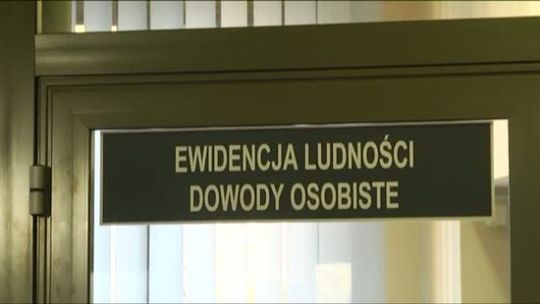 EWIDENCJA LUDNOŚCI
DOWODY OSOBISTE